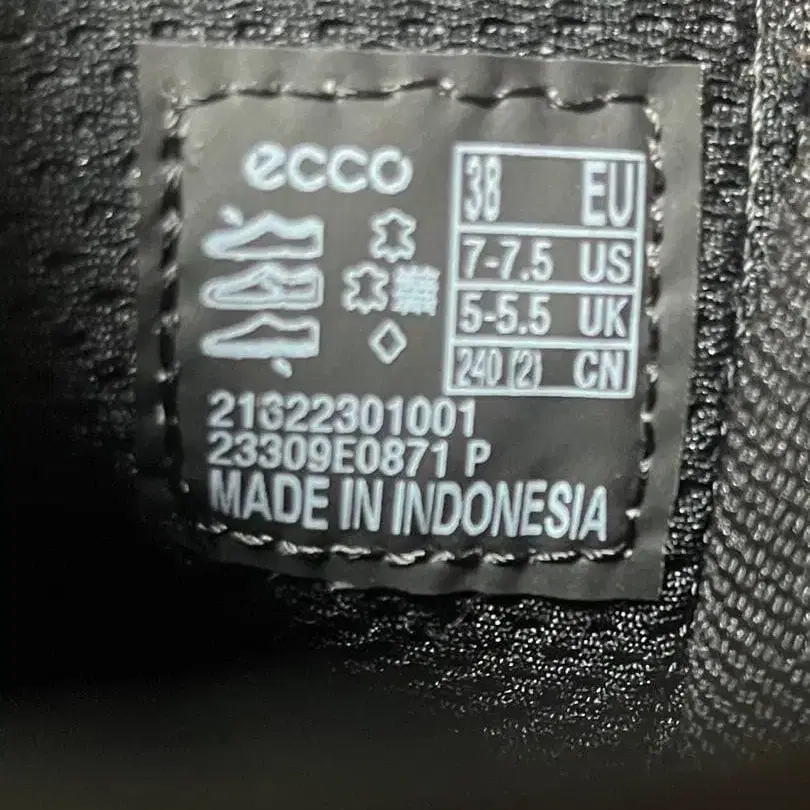 ecco
38 EU
7-7.5 US
5-5.5 UK
240 (2) CN
21622301001
23309E0871 P
MADE IN INDONESIA